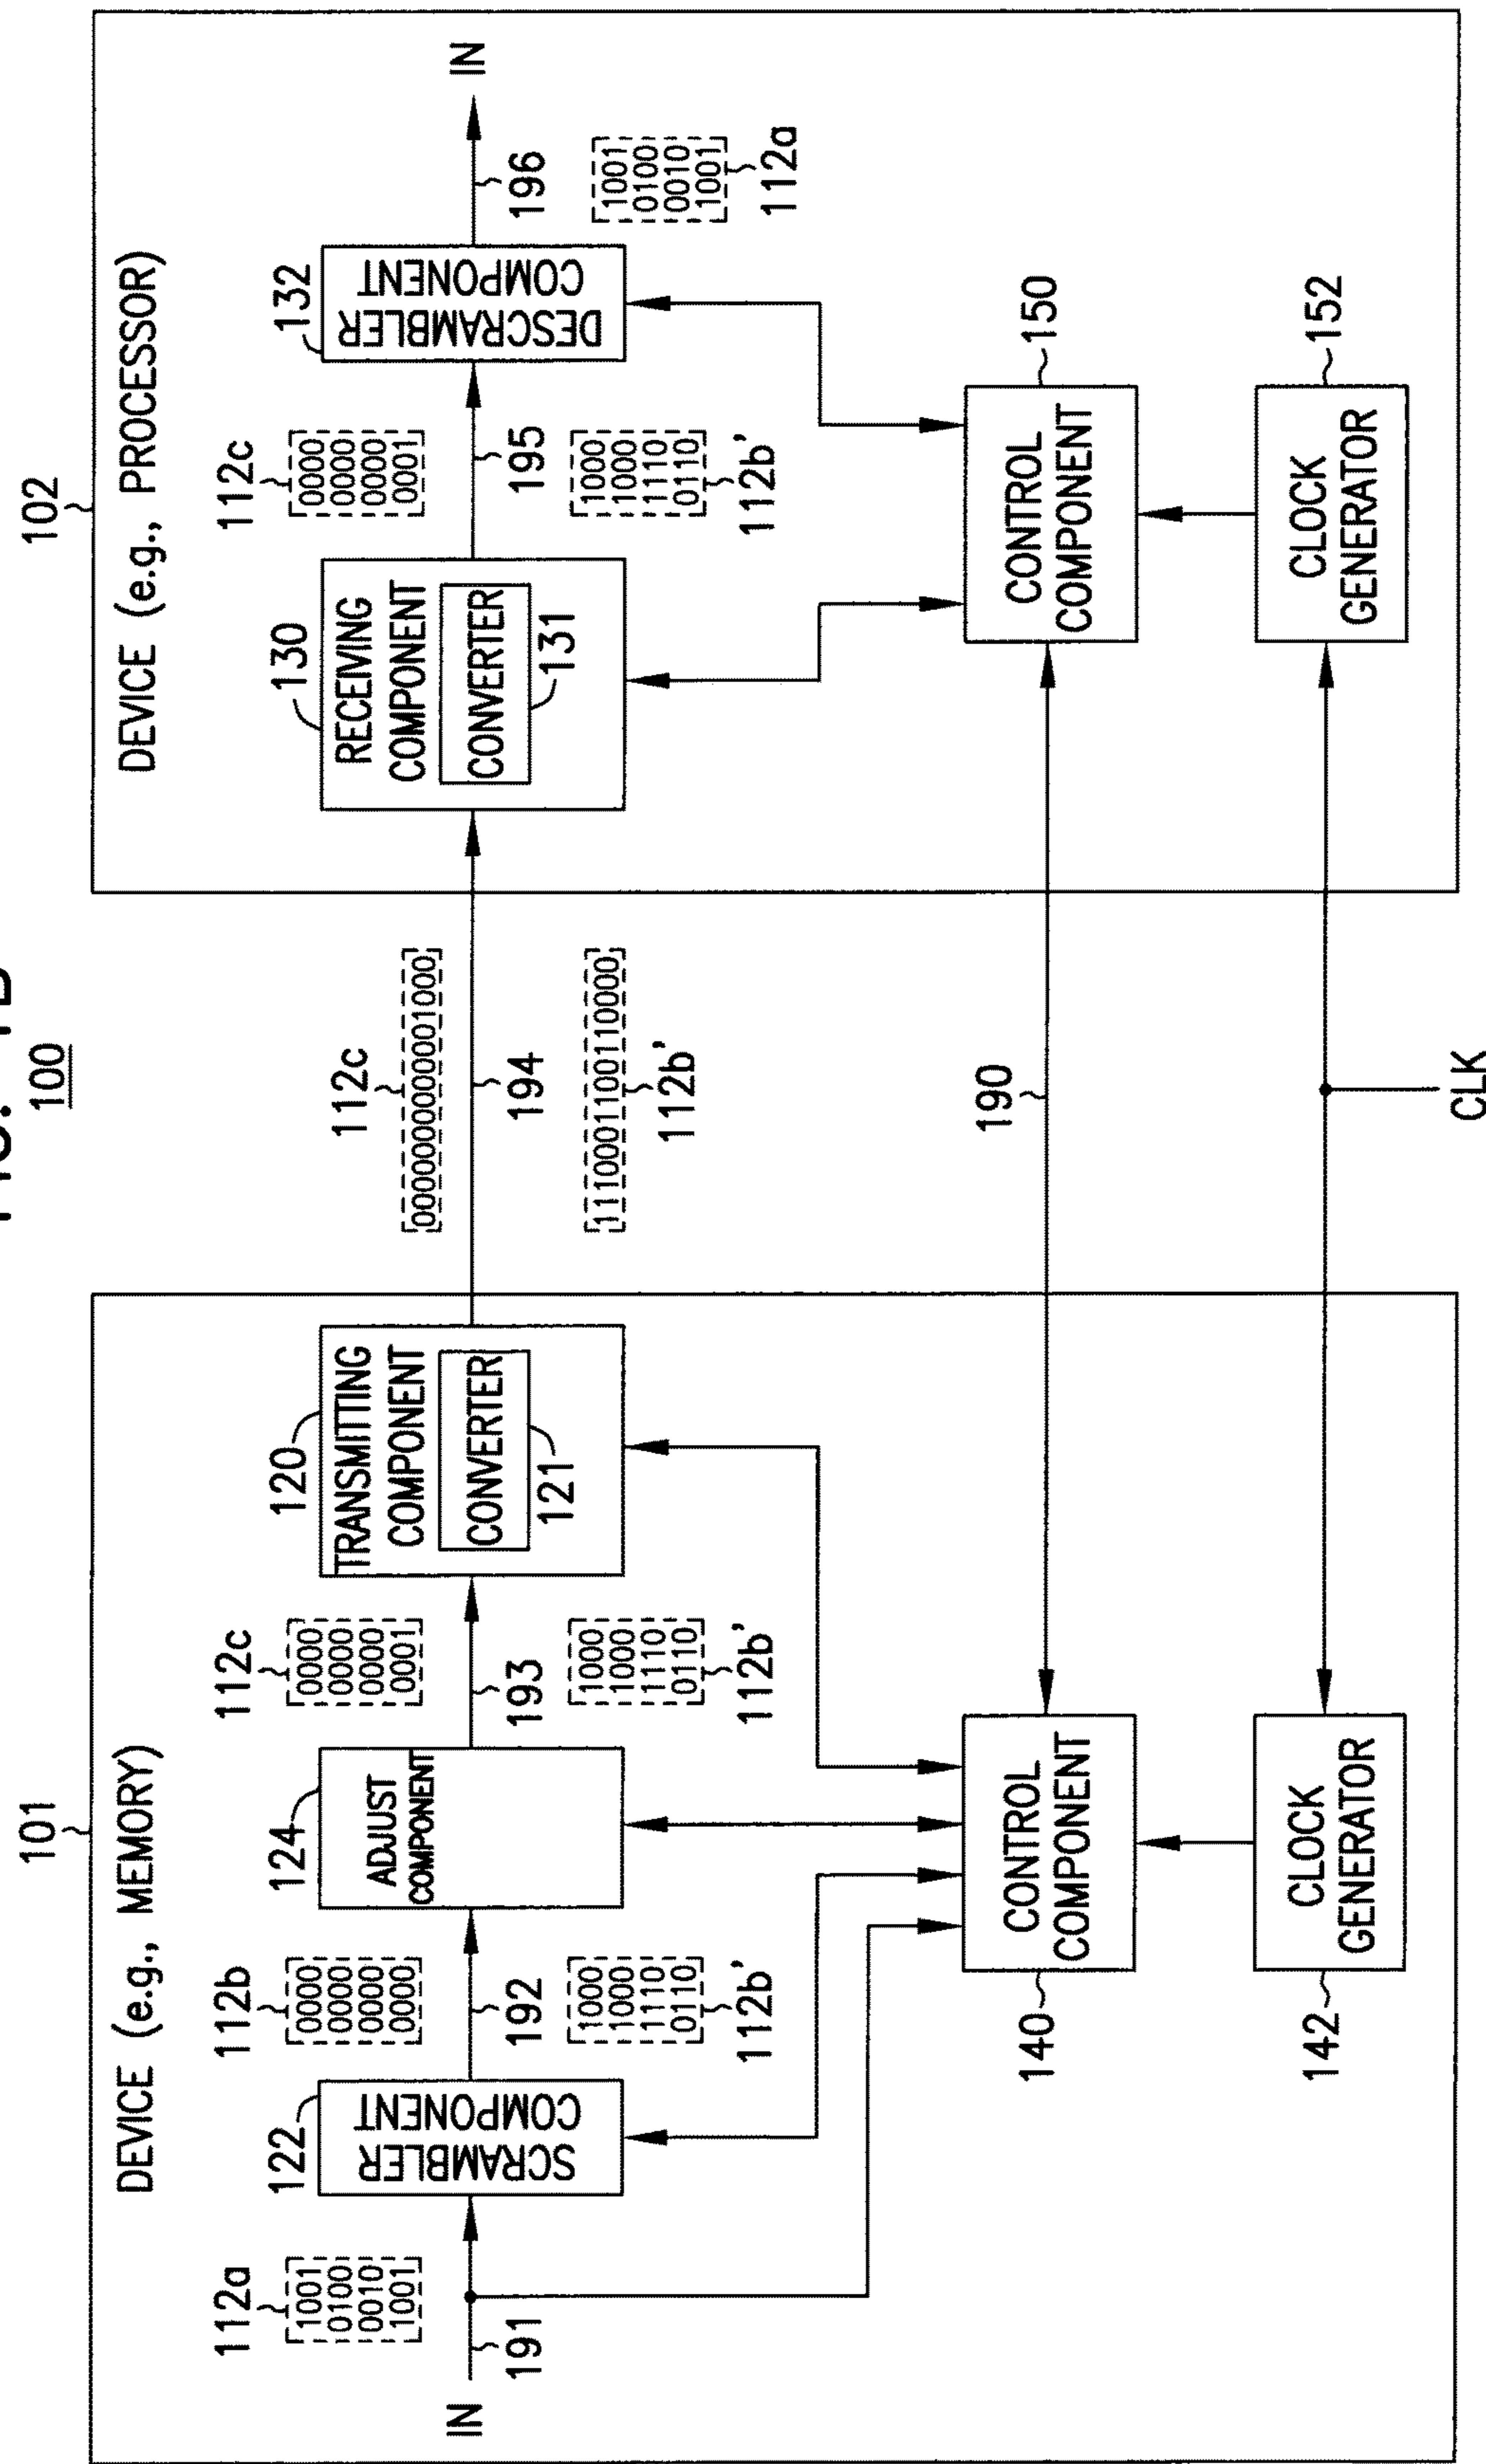 FIG.
100
101
DEVICE (e.g., MEMORY)
112a
1001
0100
0010
1001
IN
191
122
SCRAMBLER
COMPONENT
112b
0000
0000
0000
0000
192
1000
1000
1110
0110
112b'
124
ADJUST
COMPONENT
112c
0000
0000
0000
0001
193
1000
1000
1110
0110
112b'
120
TRANSMITTING
COMPONENT
CONVERTER
121
140
CONTROL
COMPONENT
142
CLOCK
GENERATOR
112c
0000000000001000
194
1110001100110000
112b'
190
CLK
102
DEVICE (e.g., PROCESSOR)
130
RECEIVING
COMPONENT
CONVERTER
131
112c
0000
0000
0000
0001
195
1000
1000
1110
0110
112b'
132
DESCRAMBLER
COMPONENT
196
IN
1001
0100
0010
1001
112a
CONTROL
COMPONENT
150
CLOCK
GENERATOR
152